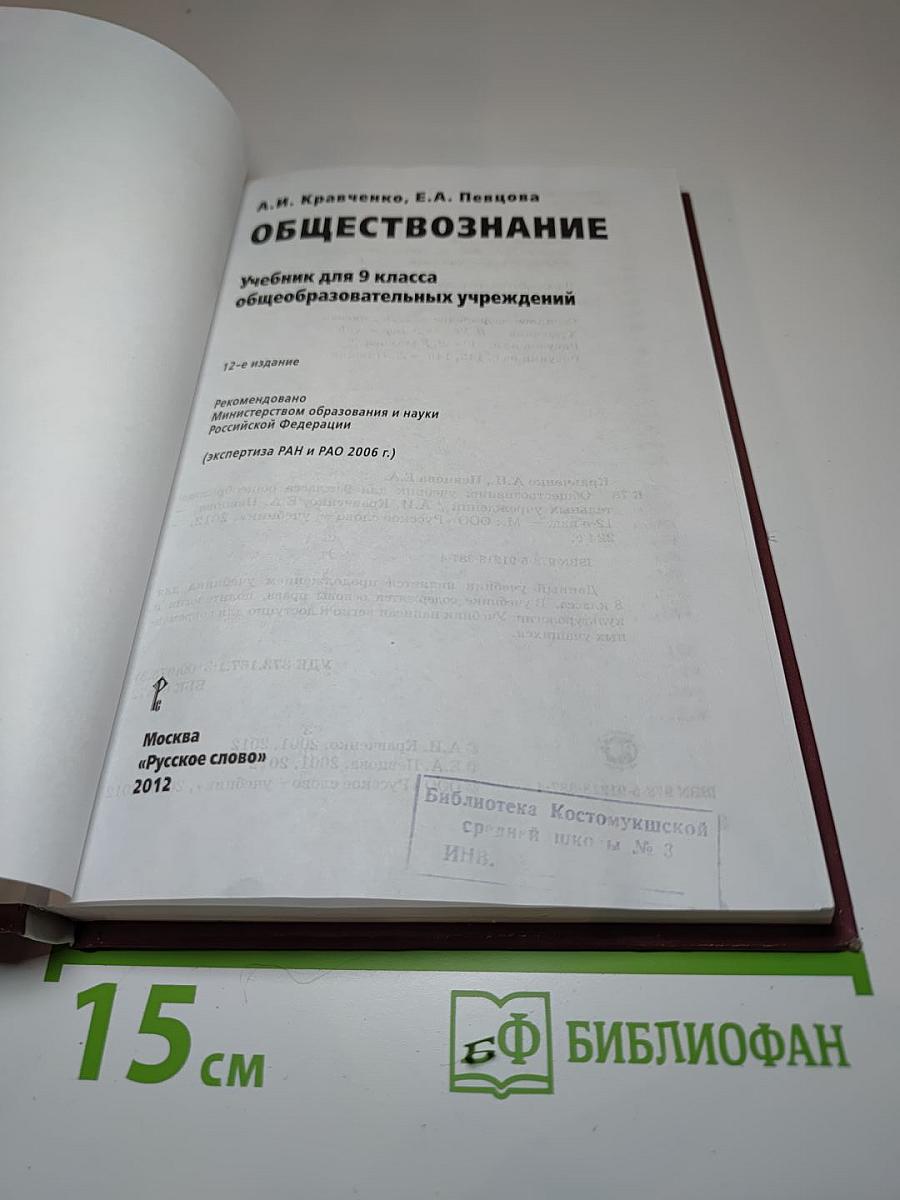 А.И. Кравченко, Е.А. Певцова
ОБЩЕСТВОЗНАНИЕ
Учебник для 9 класса
общеобразовательных учреждений
12-е издание
Рекомендовано
Министерством образования и науки
Российской Федерации
(экспертиза РАН и РАО 2006 г.)
Москва
«Русское слово»
2012
Библиотека Костомукшской
средней школы № 3
ИНВ.
15 см
БФ БИБЛИОФАН